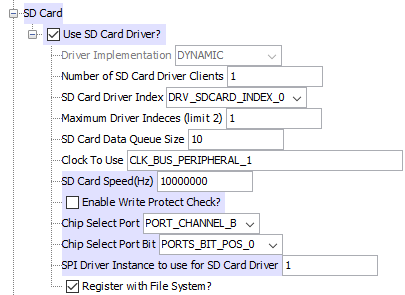 SD Card
Use SD Card Driver?
Driver Implementation DYNAMIC
Number of SD Card Driver Clients 1
SD Card Driver Index DRV_SDCARD_INDEX_0
Maximum Driver Indeces (limit 2) 1
SD Card Data Queue Size 10
Clock To Use CLK_BUS_PERIPHERAL_1
SD Card Speed(Hz) 10000000
Enable Write Protect Check?
Chip Select Port PORT_CHANNEL_B
Chip Select Port Bit PORTS_BIT_POS_0
SPI Driver Instance to use for SD Card Driver 1
Register with File System?